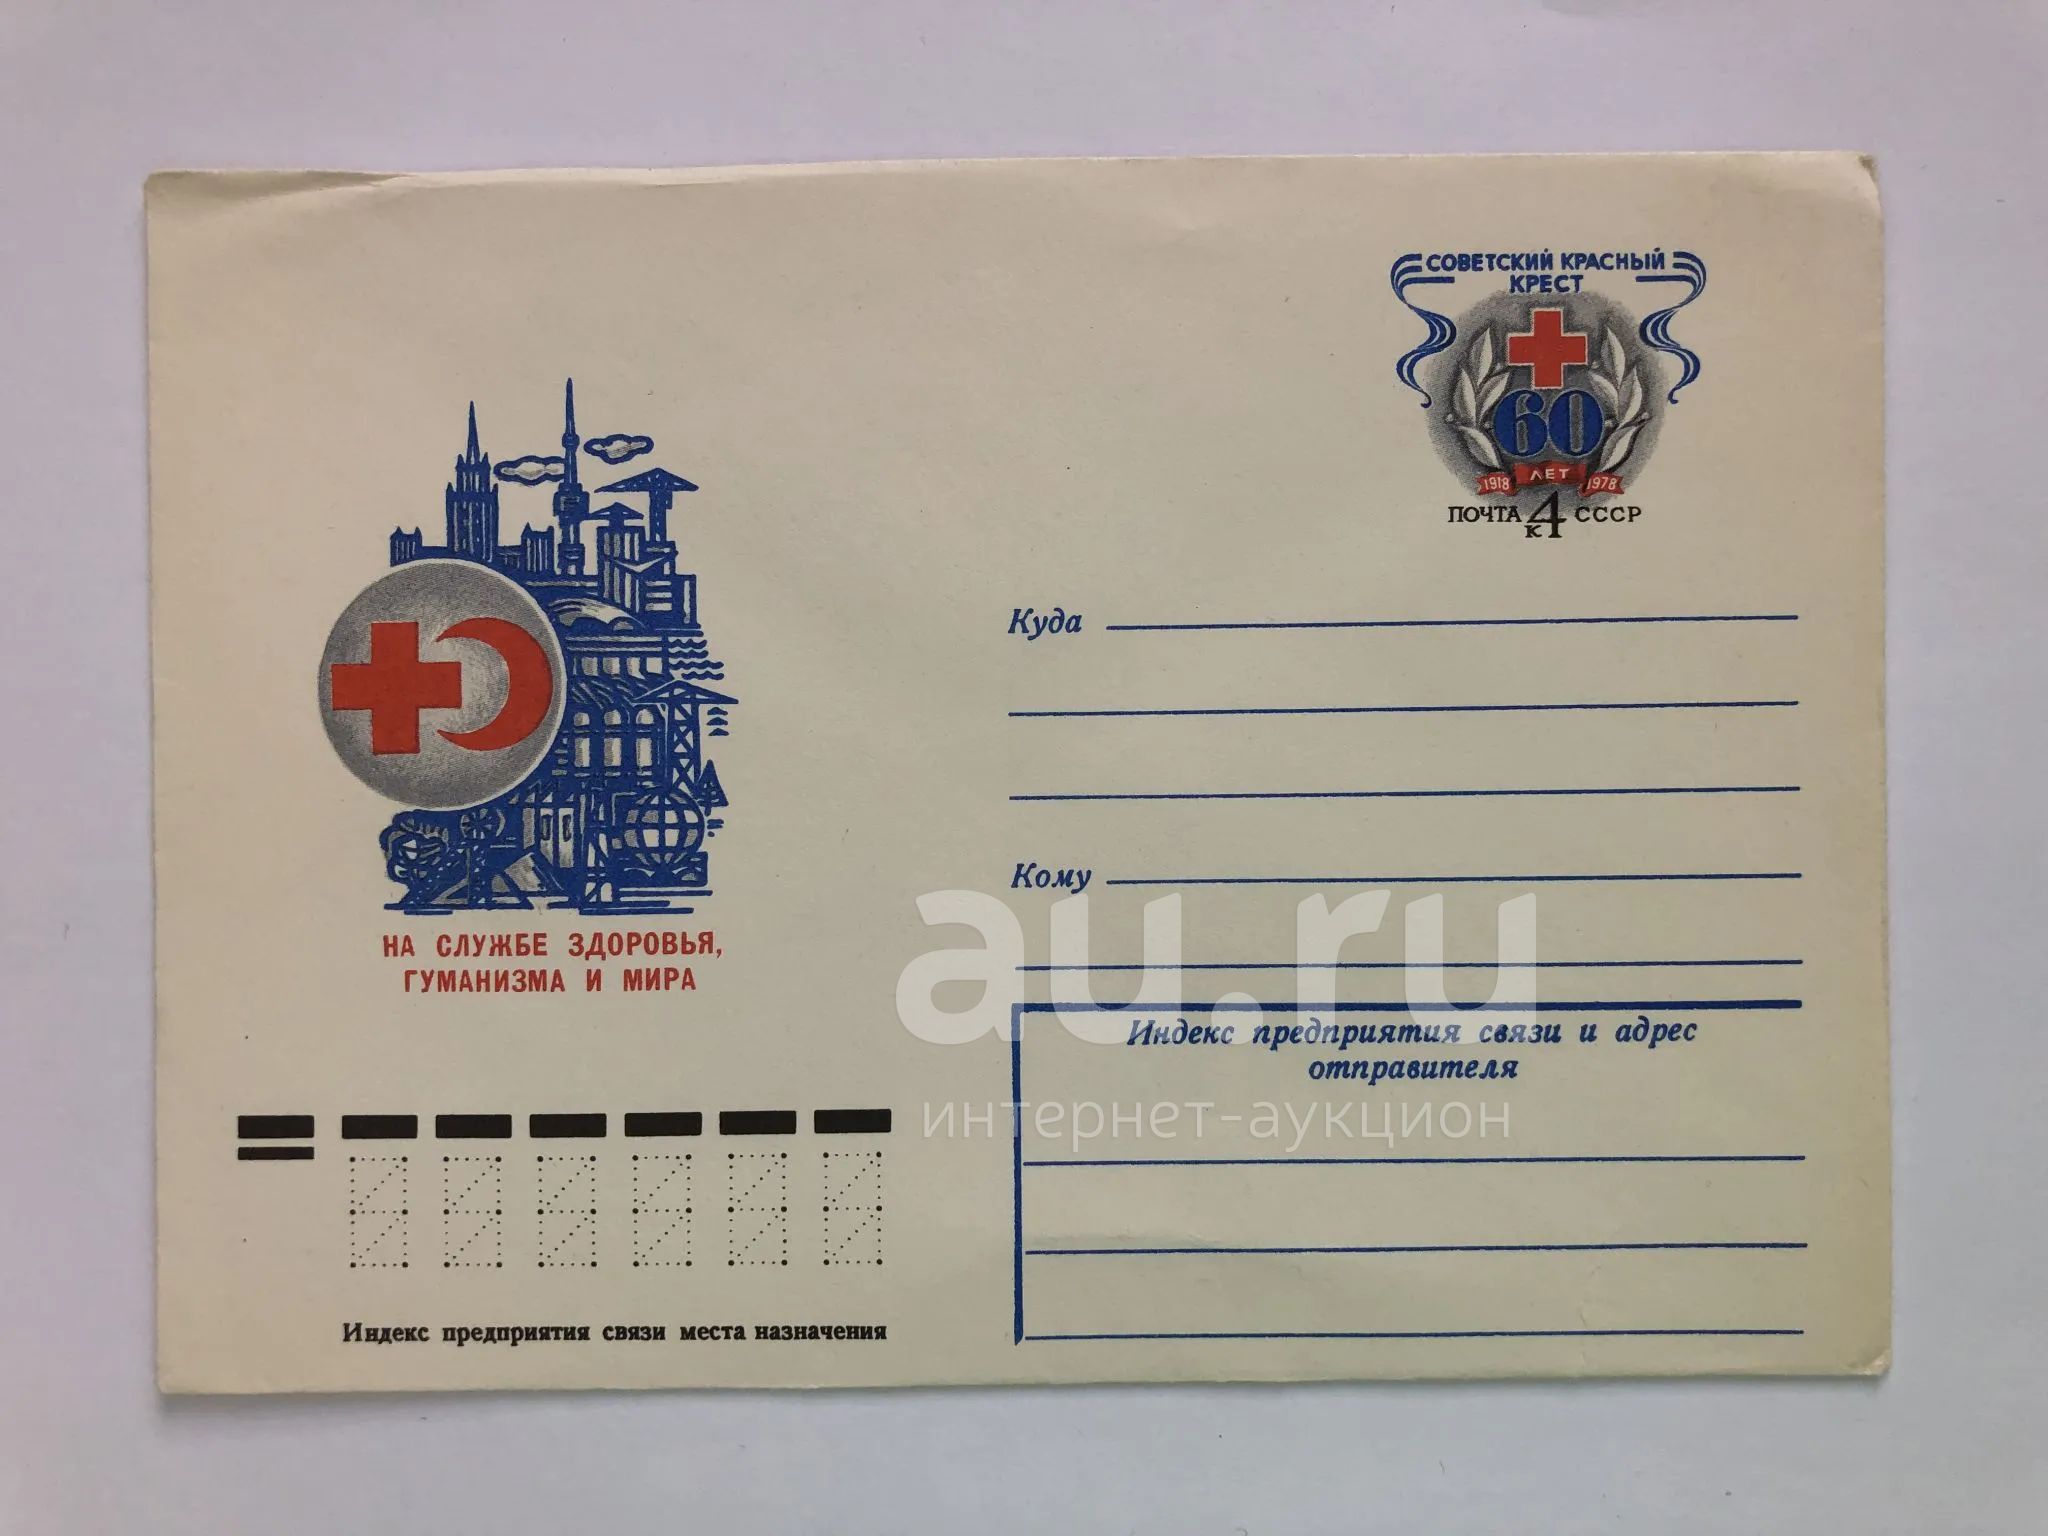 СОВЕТСКИЙ КРАСНЫЙ
КРЕСТ
60
ЛЕТ
1918 1978
ПОЧТА 4 СССР
К
Куда
Кому
НА СЛУЖБЕ ЗДОРОВЬЯ,
ГУМАНИЗМА И МИРА
au.ru
интернет-аукцион
Индекс предприятия связи и адрес
отправителя
Индекс предприятия связи места назначения